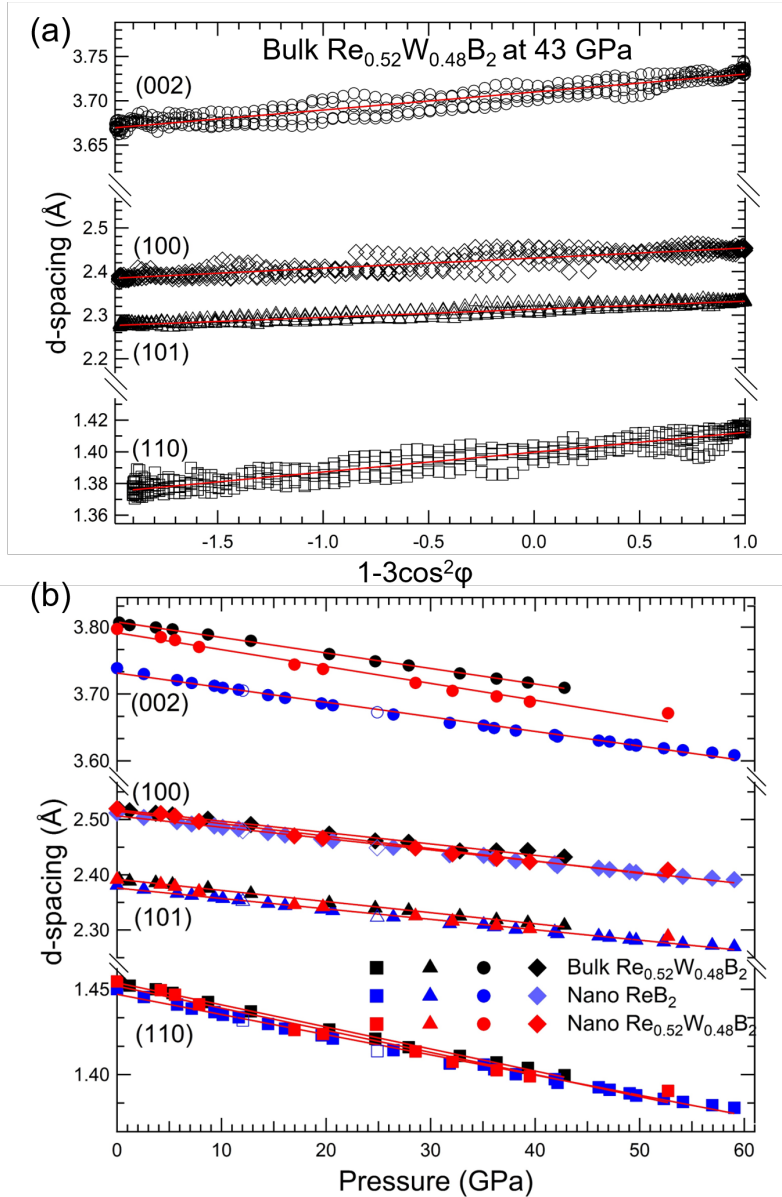 (a)
Bulk Re0.52W0.48B2 at 43 GPa
3.75
(002)
3.70
3.65
2.5
(100)
2.4
2.3
(101)
2.2
1.42
(110)
1.40
1.38
1.36
d-spacing (Å)
-1.5 -1.0 -0.5 0.0 0.5 1.0
1-3cos²φ
(b)
3.80
3.70
(002)
3.60
(100)
2.50
2.40
(101)
2.30
Bulk Re0.52W0.48B2
Nano ReB2
Nano Re0.52W0.48B2
1.45
(110)
1.40
d-spacing (Å)
0 10 20 30 40 50 60
Pressure (GPa)